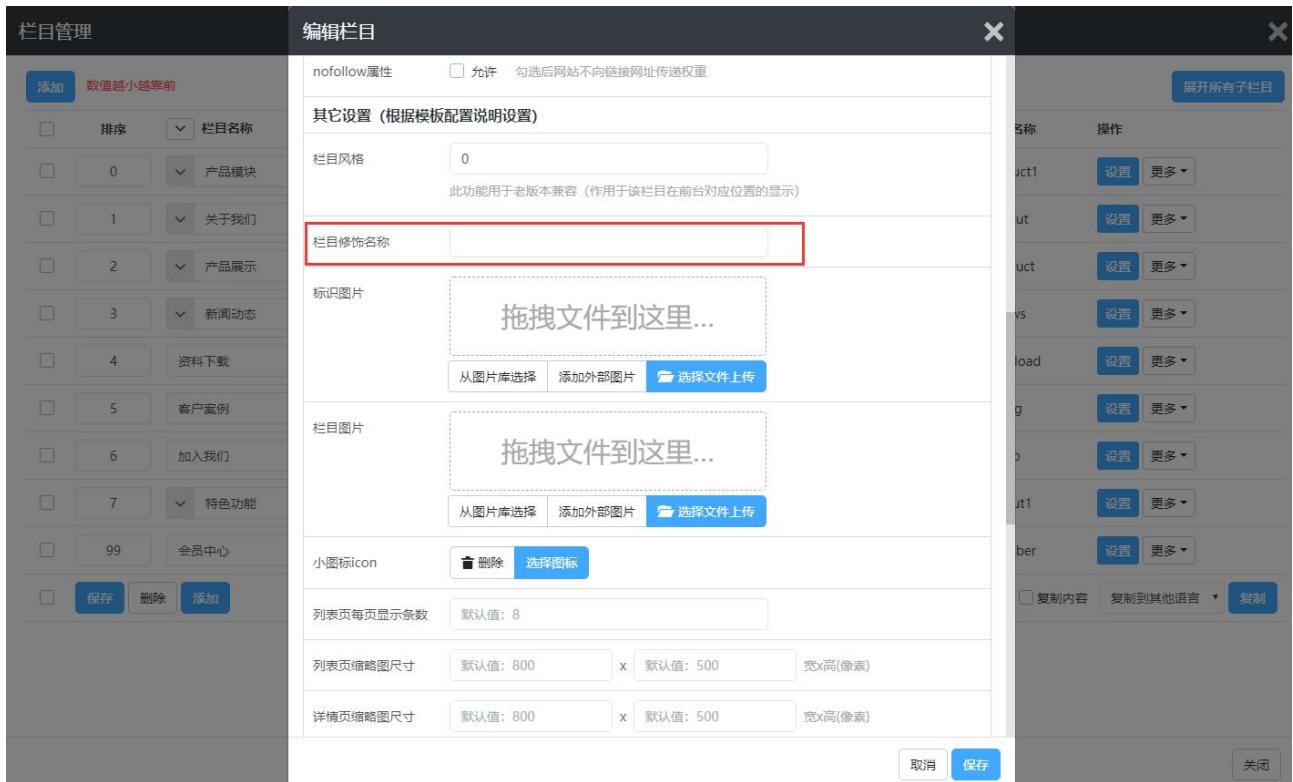 栏目管理
编辑栏目
添加 数值越小越靠前
展开所有子栏目
排序 栏目名称
操作
0 产品模块
设置 更多
1 关于我们
设置 更多
2 产品展示
设置 更多
3 新闻动态
设置 更多
4 资料下载
设置 更多
5 客户案例
设置 更多
6 加入我们
设置 更多
7 特色功能
设置 更多
99 会员中心
设置 更多
保存 删除 添加
复制内容 复制到其他语言 复制
关闭
nofollow属性 允许 勾选后网站不向链接网址传递权重
其它设置（根据模板配置说明设置）
栏目风格 0
此功能用于老版本兼容（作用于该栏目在前台对应位置的显示）
栏目修饰名称
标识图片 拖拽文件到这里...
从图片库选择 添加外部图片 选择文件上传
栏目图片 拖拽文件到这里...
从图片库选择 添加外部图片 选择文件上传
小图标icon 删除 选择图标
列表页每页显示条数 默认值：8
列表页缩略图尺寸 默认值：800 x 默认值：500 宽x高(像素)
详情页缩略图尺寸 默认值：800 x 默认值：500 宽x高(像素)
取消 保存